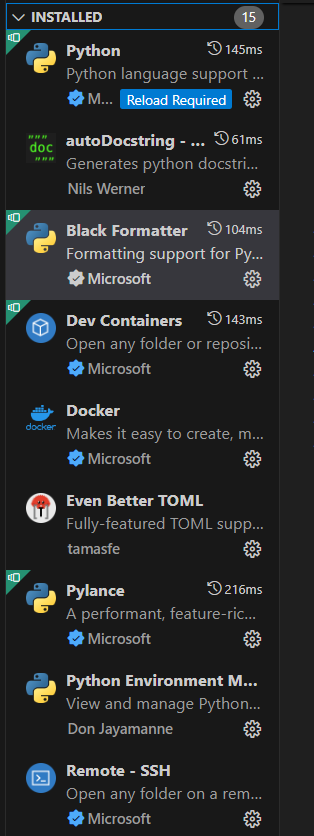 INSTALLED 15
Python 145ms
Python language support ...
M... Reload Required
""" doc """
autoDocstring - ... 61ms
Generates python docstri...
Nils Werner
Black Formatter 104ms
Formatting support for Py...
Microsoft
Dev Containers 143ms
Open any folder or reposi...
Microsoft
docker
Docker
Makes it easy to create, m...
Microsoft
Even Better TOML
Fully-featured TOML supp...
tamasfe
Pylance 216ms
A performant, feature-ric...
Microsoft
Python Environment M...
View and manage Python...
Don Jayamanne
Remote - SSH
Open any folder on a rem...
Microsoft